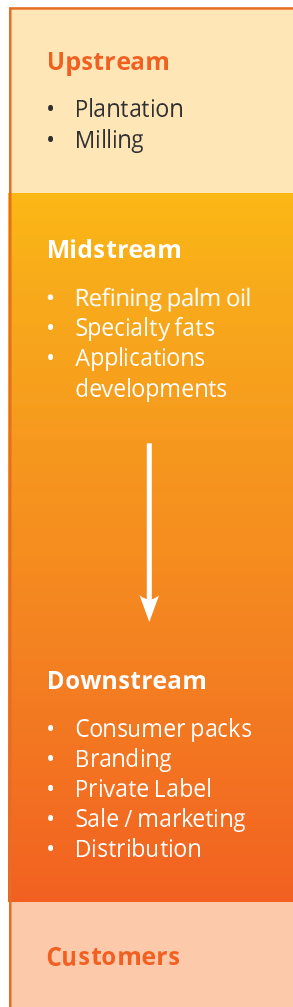 Upstream
• Plantation
• Milling
Midstream
• Refining palm oil
• Specialty fats
• Applications
developments
Downstream
• Consumer packs
• Branding
• Private Label
• Sale / marketing
• Distribution
Customers